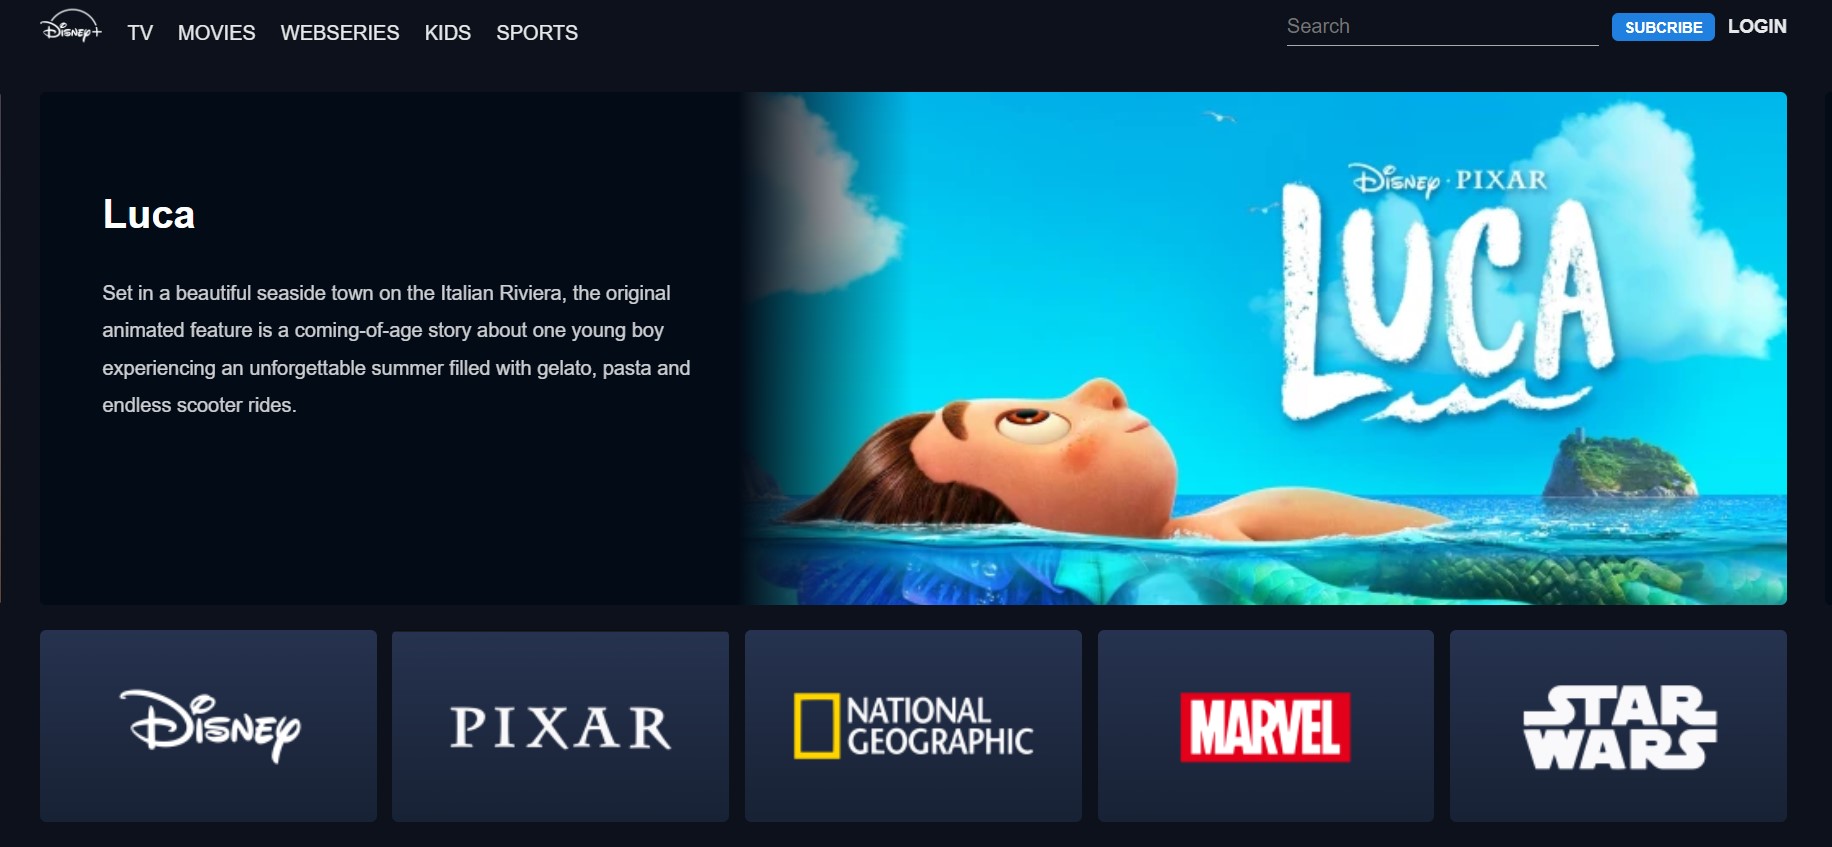 Disney+
TV
MOVIES
WEBSERIES
KIDS
SPORTS
Search
SUBCRIBE
LOGIN
Luca
Set in a beautiful seaside town on the Italian Riviera, the original
animated feature is a coming-of-age story about one young boy
experiencing an unforgettable summer filled with gelato, pasta and
endless scooter rides.
Disney · PIXAR
LUCA
Disney
PIXAR
NATIONAL
GEOGRAPHIC
MARVEL
STAR
WARS